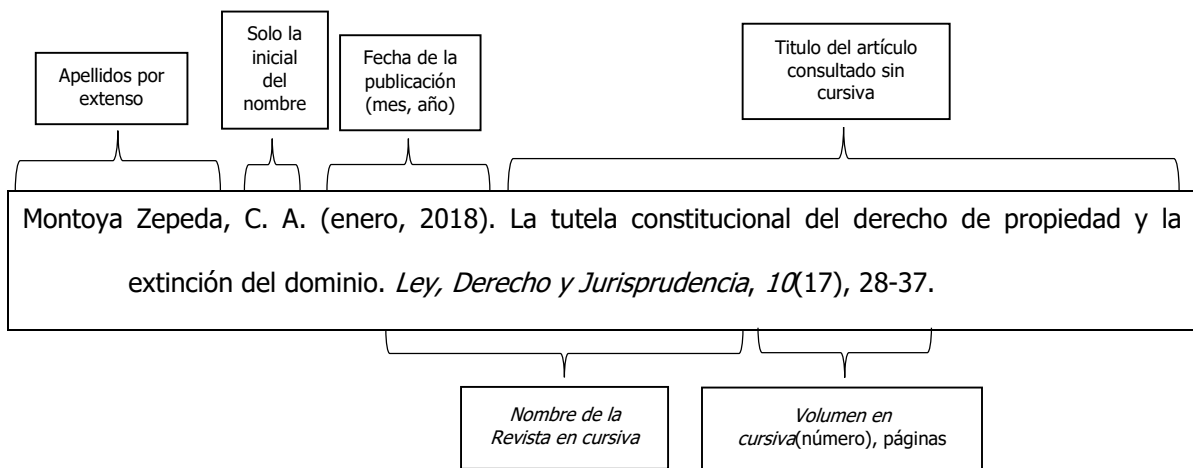 Apellidos por
extenso
Solo la
inicial
del
nombre
Fecha de la
publicación
(mes, año)
Titulo del artículo
consultado sin
cursiva
Montoya Zepeda, C. A. (enero, 2018). La tutela constitucional del derecho de propiedad y la
extinción del dominio. Ley, Derecho y Jurisprudencia, 10(17), 28-37.
Nombre de la
Revista en cursiva
Volumen en
cursiva(número), páginas